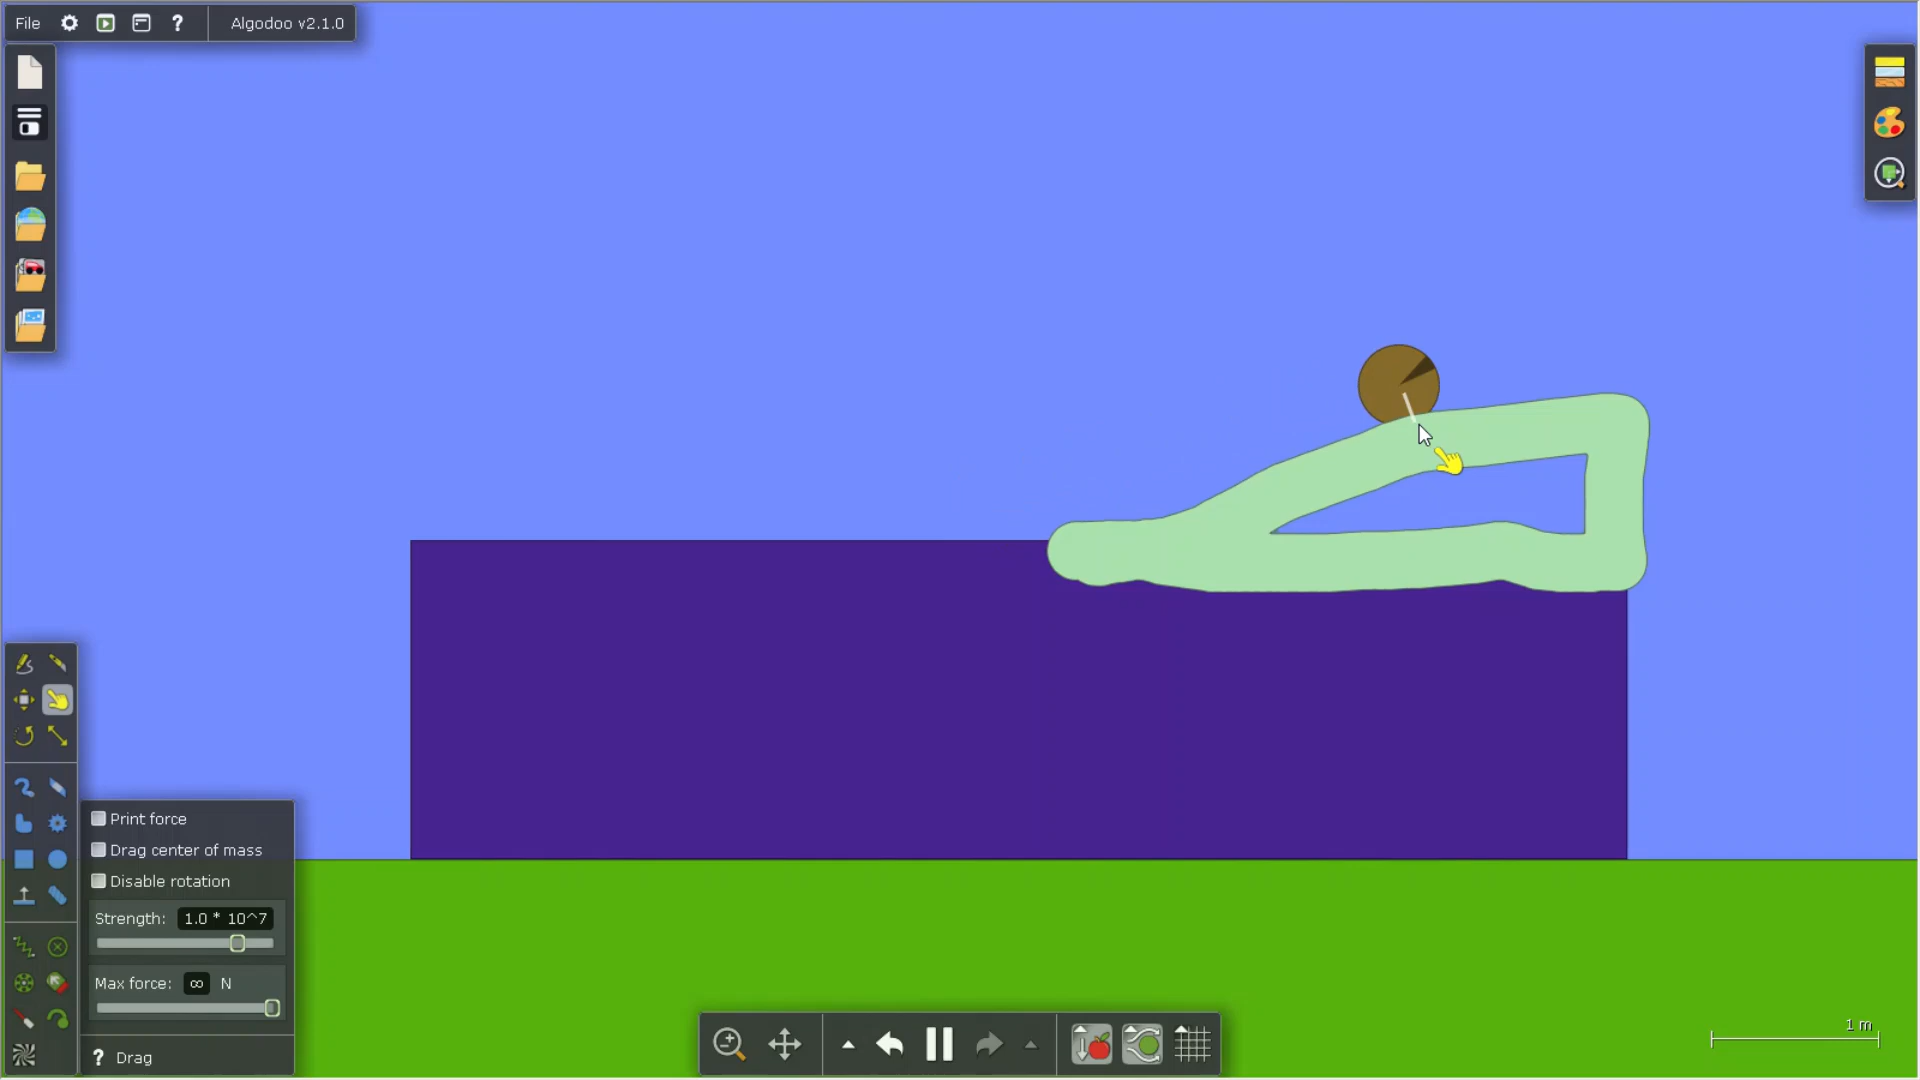 File ? Algodoo v2.1.0
Print force
Drag center of mass
Disable rotation
Strength: 1.0 * 10^7
Max force: ∞ N
? Drag
1 m